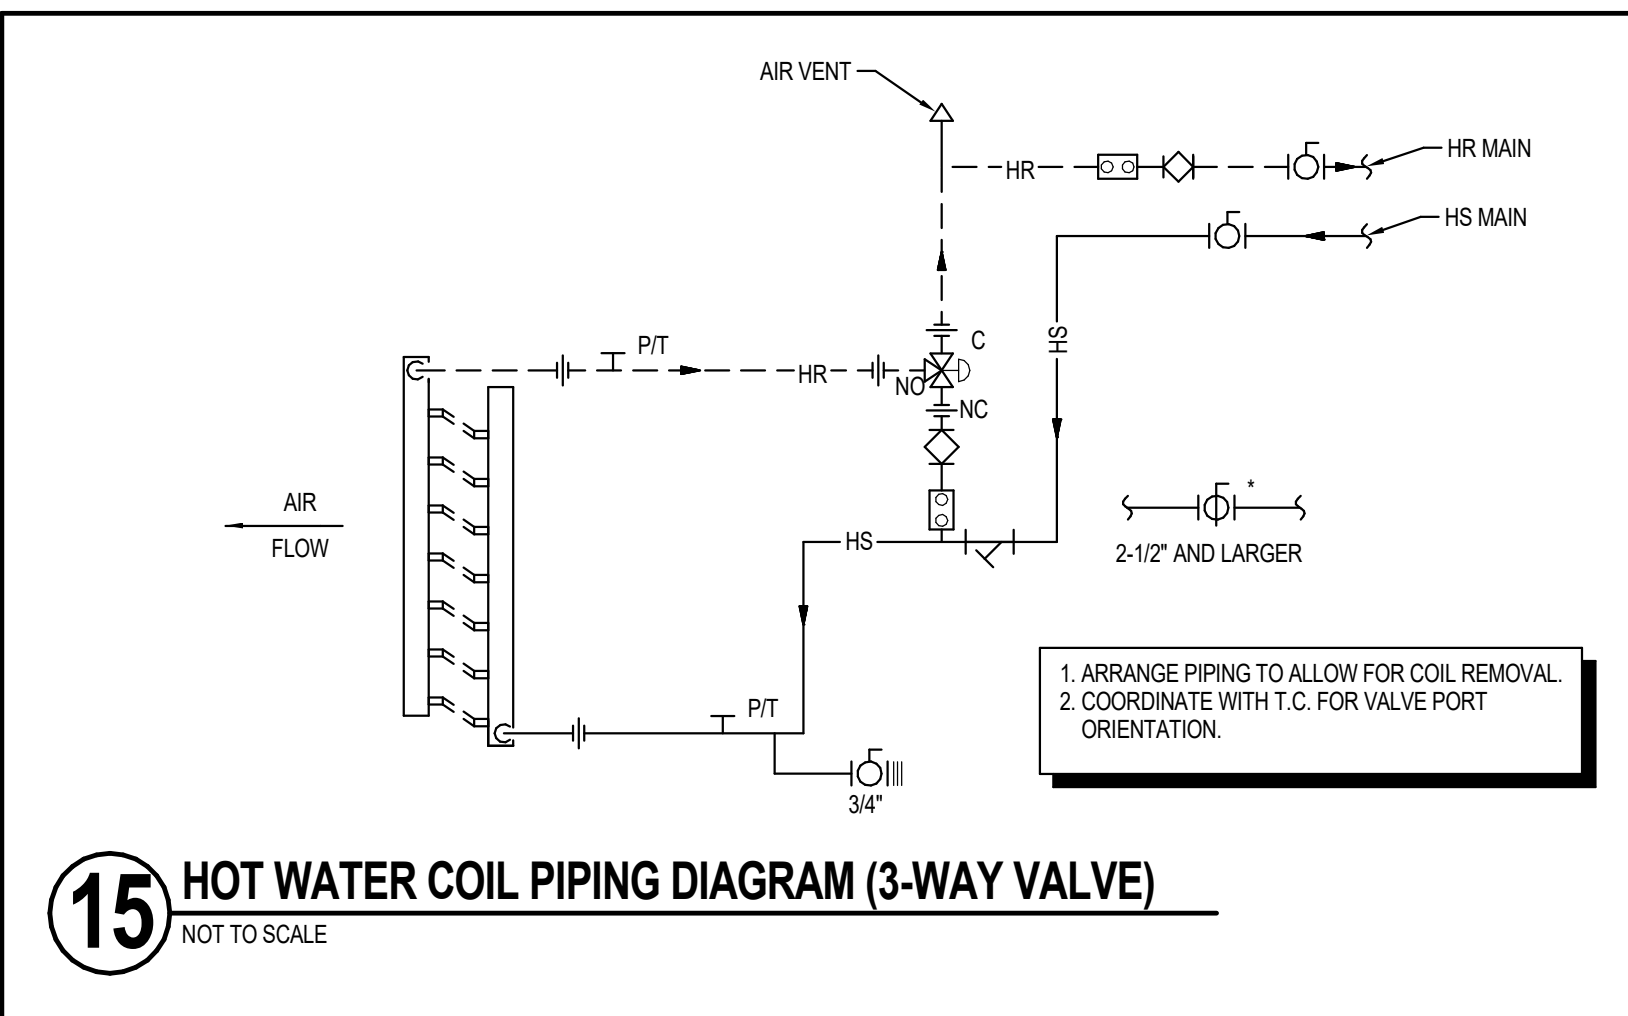 AIR VENT
HR MAIN
HR
HS MAIN
HS
C
P/T
HR
NO
NC
AIR
FLOW
*
HS
2-1/2" AND LARGER
1. ARRANGE PIPING TO ALLOW FOR COIL REMOVAL.
2. COORDINATE WITH T.C. FOR VALVE PORT
ORIENTATION.
P/T
3/4"
15
HOT WATER COIL PIPING DIAGRAM (3-WAY VALVE)
NOT TO SCALE